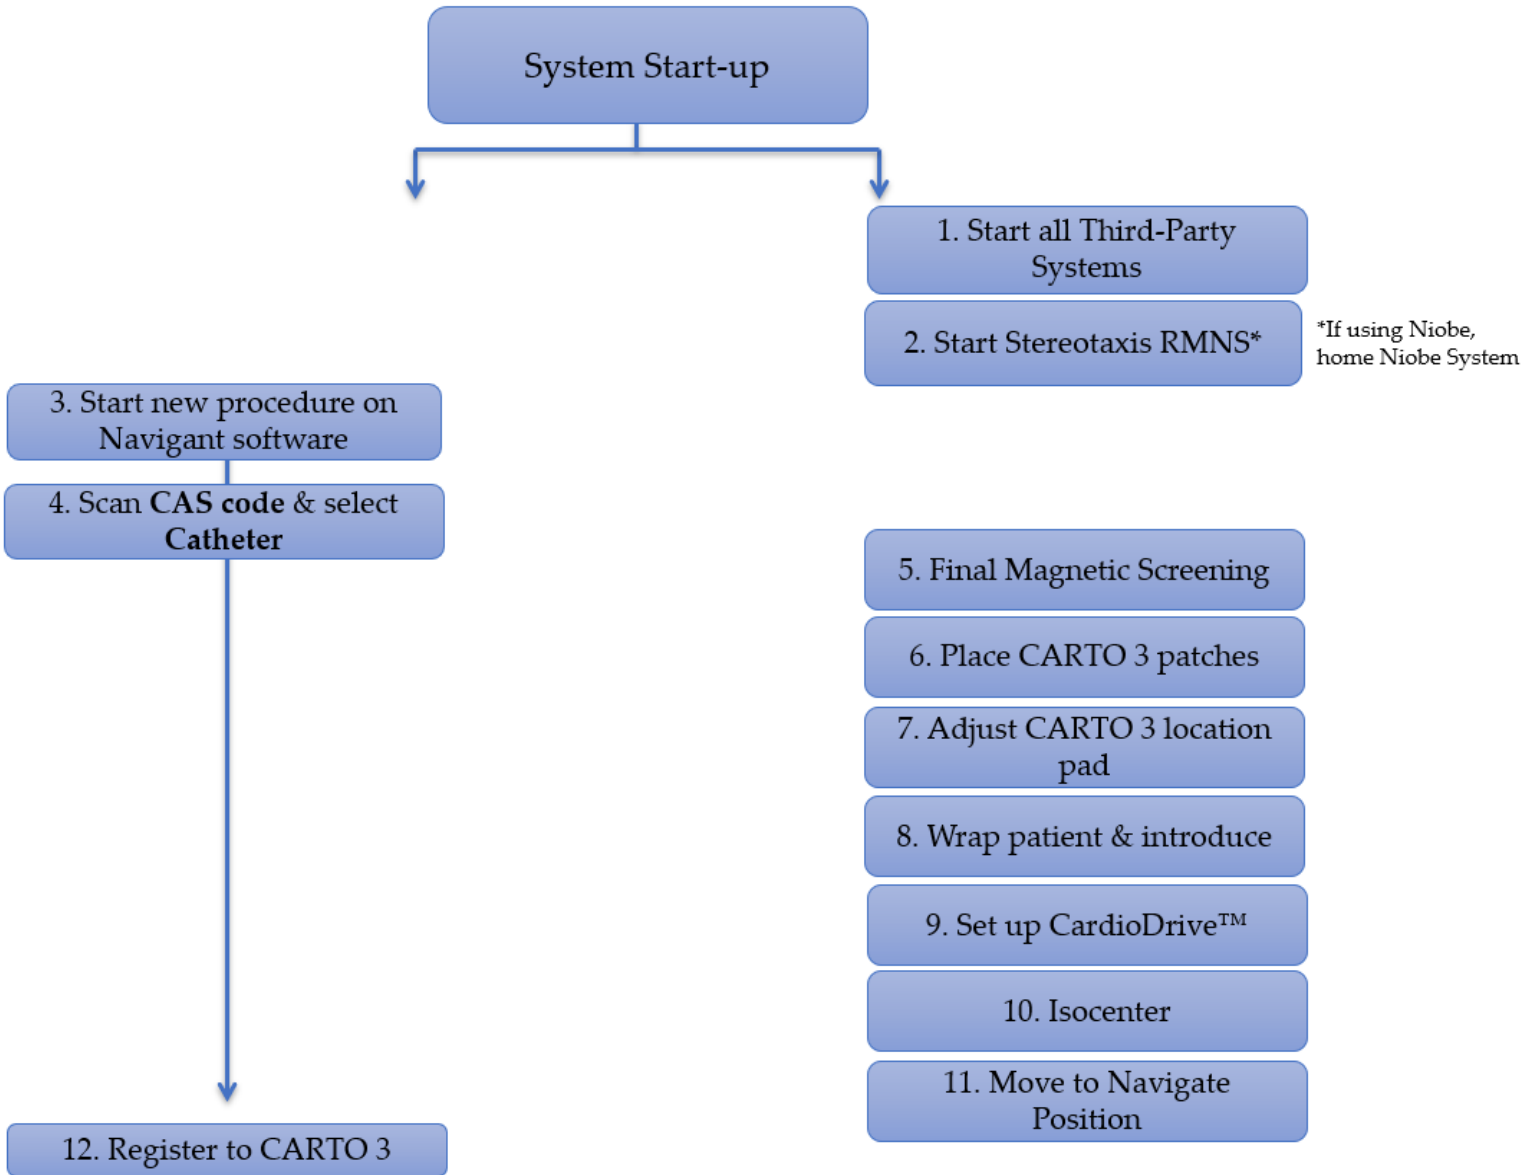 System Start-up
1. Start all Third-Party
Systems
2. Start Stereotaxis RMNS*
*If using Niobe,
home Niobe System
3. Start new procedure on
Navigant software
4. Scan CAS code & select
Catheter
5. Final Magnetic Screening
6. Place CARTO 3 patches
7. Adjust CARTO 3 location
pad
8. Wrap patient & introduce
9. Set up CardioDrive™
10. Isocenter
11. Move to Navigate
Position
12. Register to CARTO 3